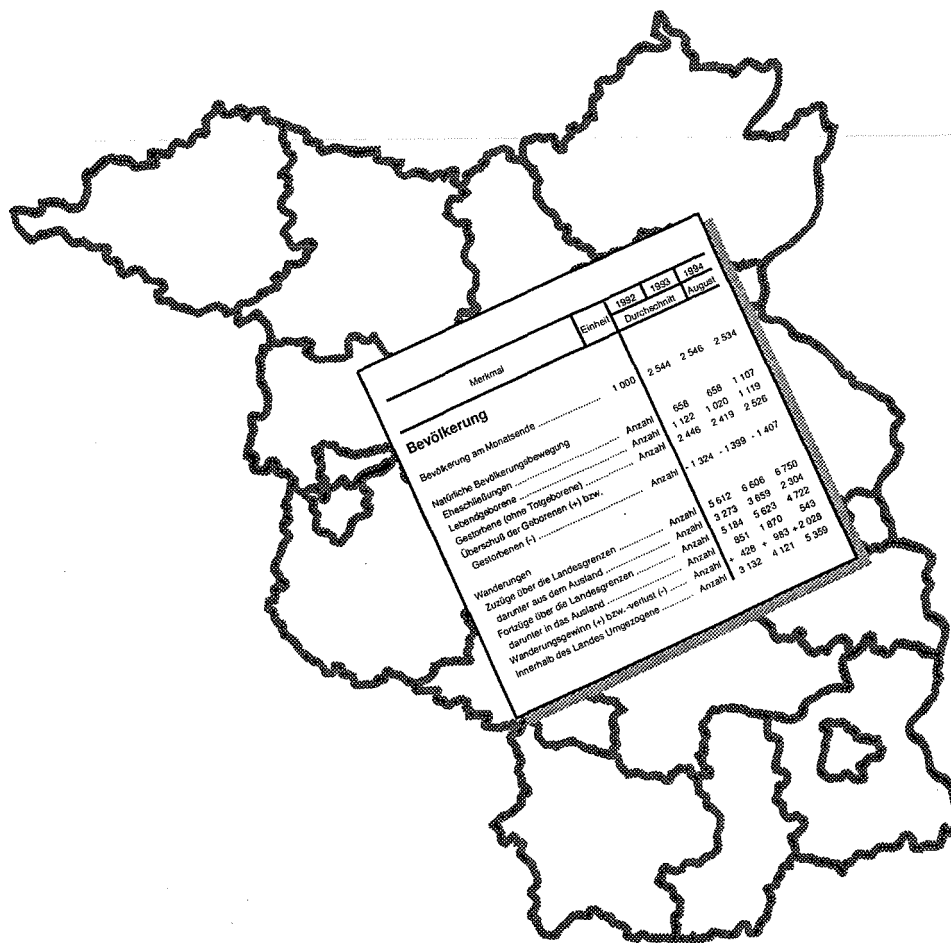 Merkmal Einheit 1992 1993 1994
Durchschnitt August
Bevölkerung
Bevölkerung am Monatsende 1 000 2 544 2 546 2 534
Natürliche Bevölkerungsbewegung
Eheschließungen Anzahl 658 658 1 107
Lebendgeborene Anzahl 1 122 1 020 1 119
Gestorbene (ohne Totgeborene) Anzahl 2 446 2 419 2 526
Überschuß der Geborenen (+) bzw.
Gestorbenen (-) Anzahl - 1 324 - 1 399 - 1 407
Wanderungen
Zuzüge über die Landesgrenzen Anzahl 5 612 6 606 6 750
darunter aus dem Ausland Anzahl 3 273 3 659 2 304
Fortzüge über die Landesgrenzen Anzahl 5 184 5 623 4 722
darunter in das Ausland Anzahl 851 1 870 543
Wanderungsgewinn (+) bzw. -verlust (-) Anzahl + 428 + 983 + 2 028
Innerhalb des Landes Umgezogene Anzahl 3 132 4 121 5 359